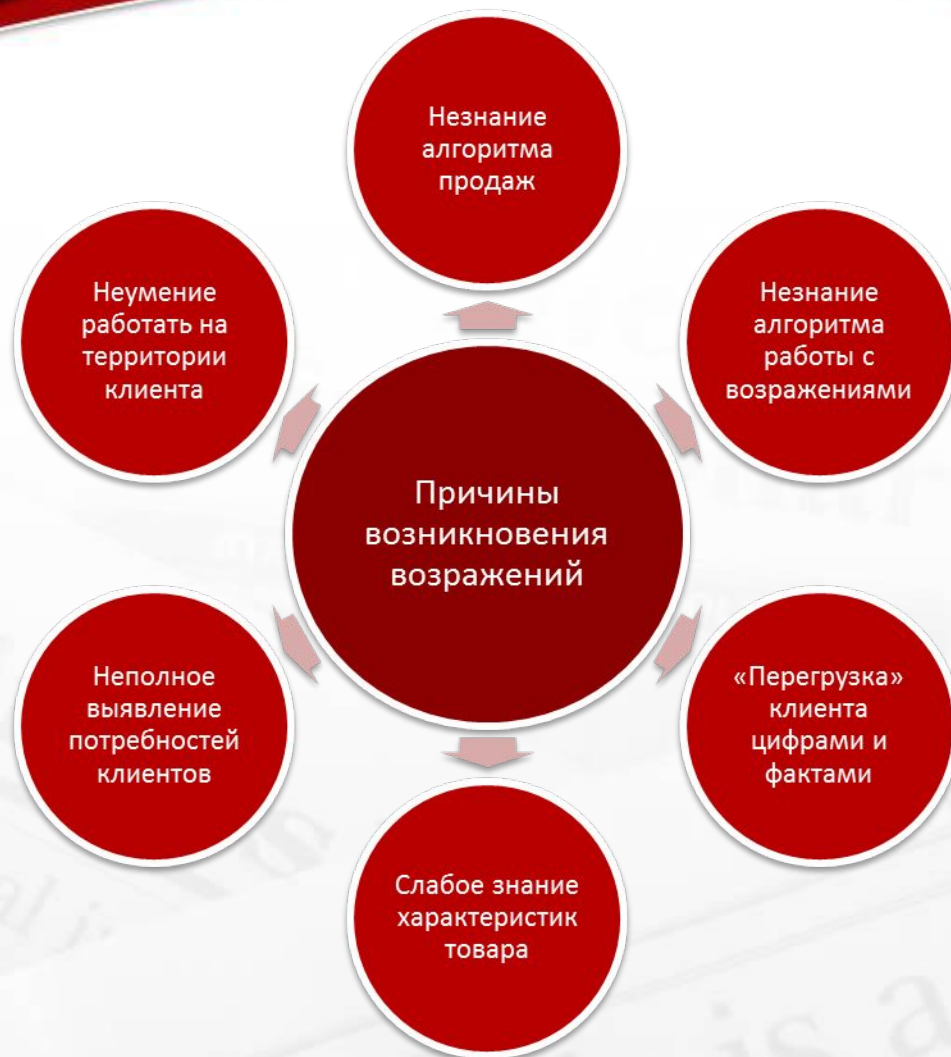 Незнание
алгоритма
продаж
Незнание
алгоритма
работы с
возражениями
«Перегрузка»
клиента
цифрами и
фактами
Слабое знание
характеристик
товара
Неполное
выявление
потребностей
клиентов
Неумение
работать на
территории
клиента
Причины
возникновения
возражений